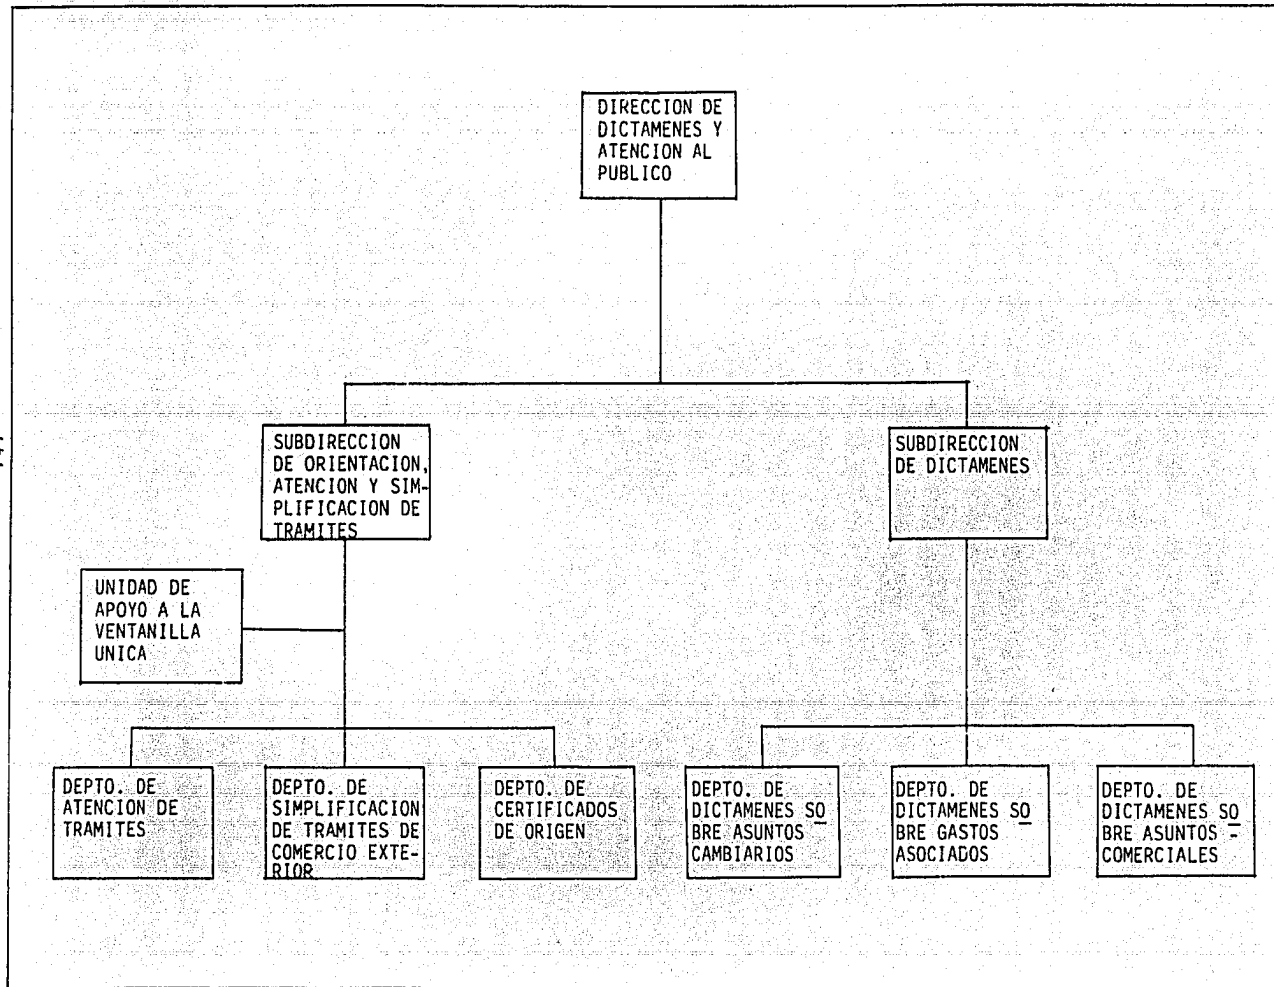 DIRECCION DE
DICTAMENES Y
ATENCION AL
PUBLICO
SUBDIRECCION
DE ORIENTACION,
ATENCION Y SIM-
PLIFICACION DE
TRAMITES
SUBDIRECCION
DE DICTAMENES
UNIDAD DE
APOYO A LA
VENTANILLA
UNICA
DEPTO. DE
ATENCION DE
TRAMITES
DEPTO. DE
SIMPLIFICACION
DE TRAMITES DE
COMERCIO EXTE-
RIOR
DEPTO. DE
CERTIFICADOS
DE ORIGEN
DEPTO. DE
DICTAMENES SO
BRE ASUNTOS
CAMBIARIOS
DEPTO. DE
DICTAMENES SO
BRE GASTOS
ASOCIADOS
DEPTO. DE
DICTAMENES SO
BRE ASUNTOS -
COMERCIALES